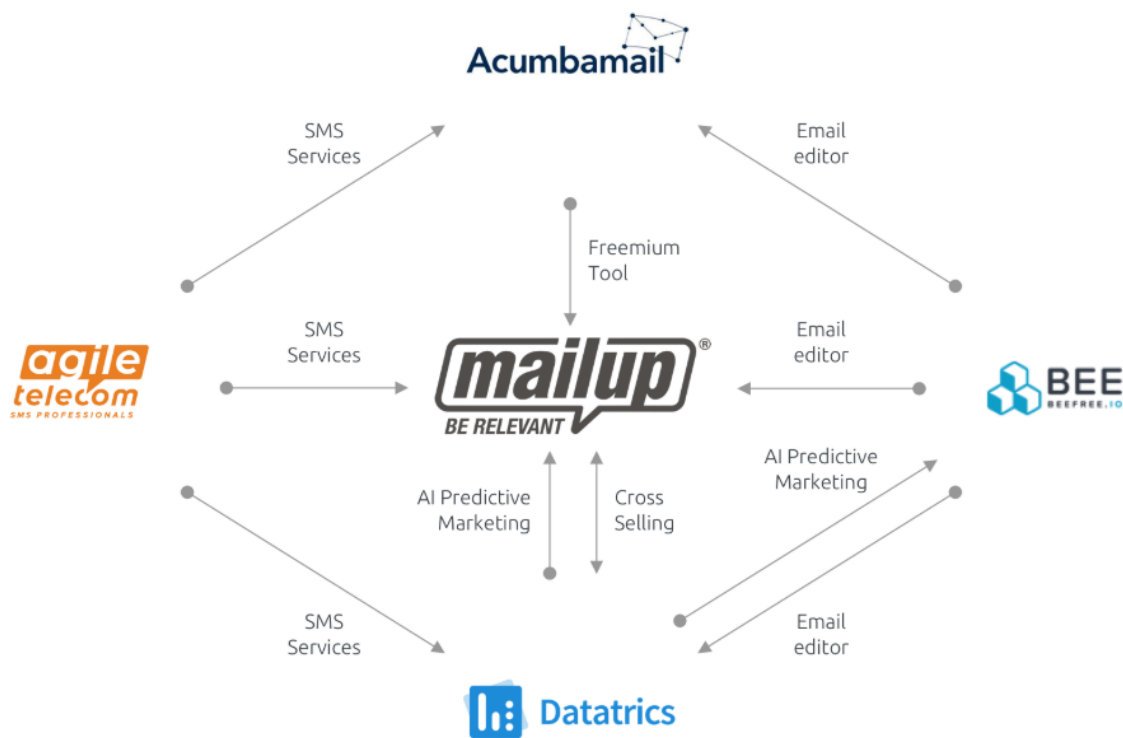 Acumbamail
SMS
Services
Email
editor
Freemium
Tool
SMS
Services
Email
editor
agile
telecom
SMS PROFESSIONALS
mailup®
BE RELEVANT
BEE
BEEFREE.IO
AI Predictive
Marketing
AI Predictive
Marketing
Cross
Selling
SMS
Services
Email
editor
Datatrics